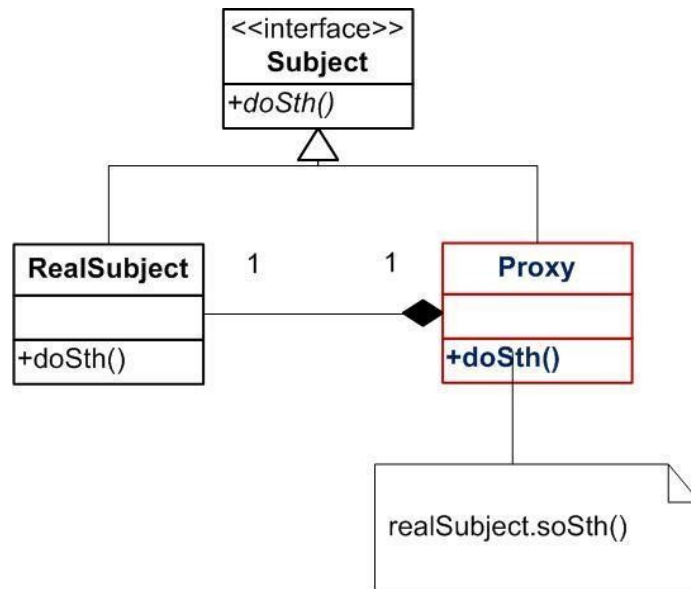 <<interface>>
Subject
+doSth()
RealSubject
1
1
Proxy
+doSth()
+doSth()
realSubject.soSth()